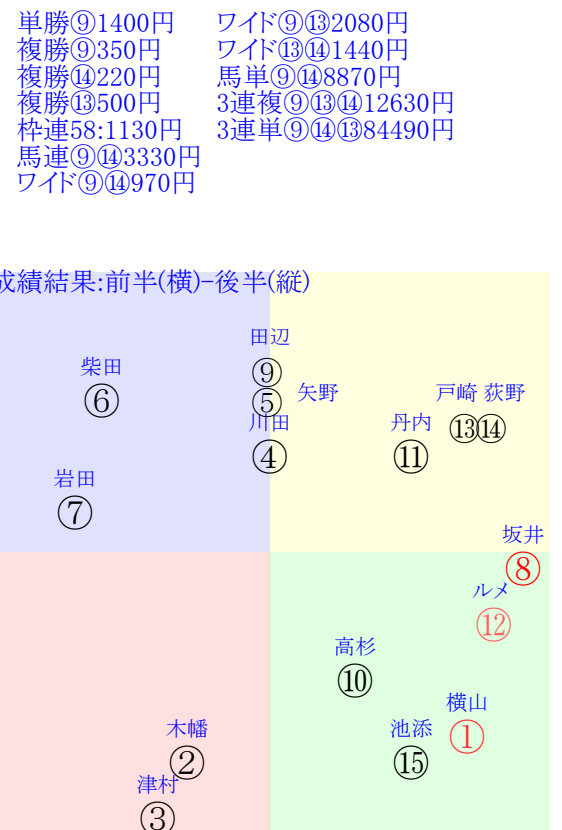 単勝⑨1400円
複勝⑨350円
複勝⑭220円
複勝⑬500円
枠連58:1130円
馬連⑨⑭3330円
ワイド⑨⑭970円
ワイド⑨⑬2080円
ワイド⑬⑭1440円
馬単⑨⑭8870円
3連複⑨⑬⑭12630円
3連単⑨⑭⑬84490円
成績結果:前半(横)-後半(縦)
田辺
⑨
柴田
⑥
⑤
矢野
戸崎 荻野
⑬⑭
川田
④
丹内
⑪
岩田
⑦
坂井
⑧
ルメ
⑫
高杉
⑩
横山
①
木幡
②
池添
⑮
津村
③